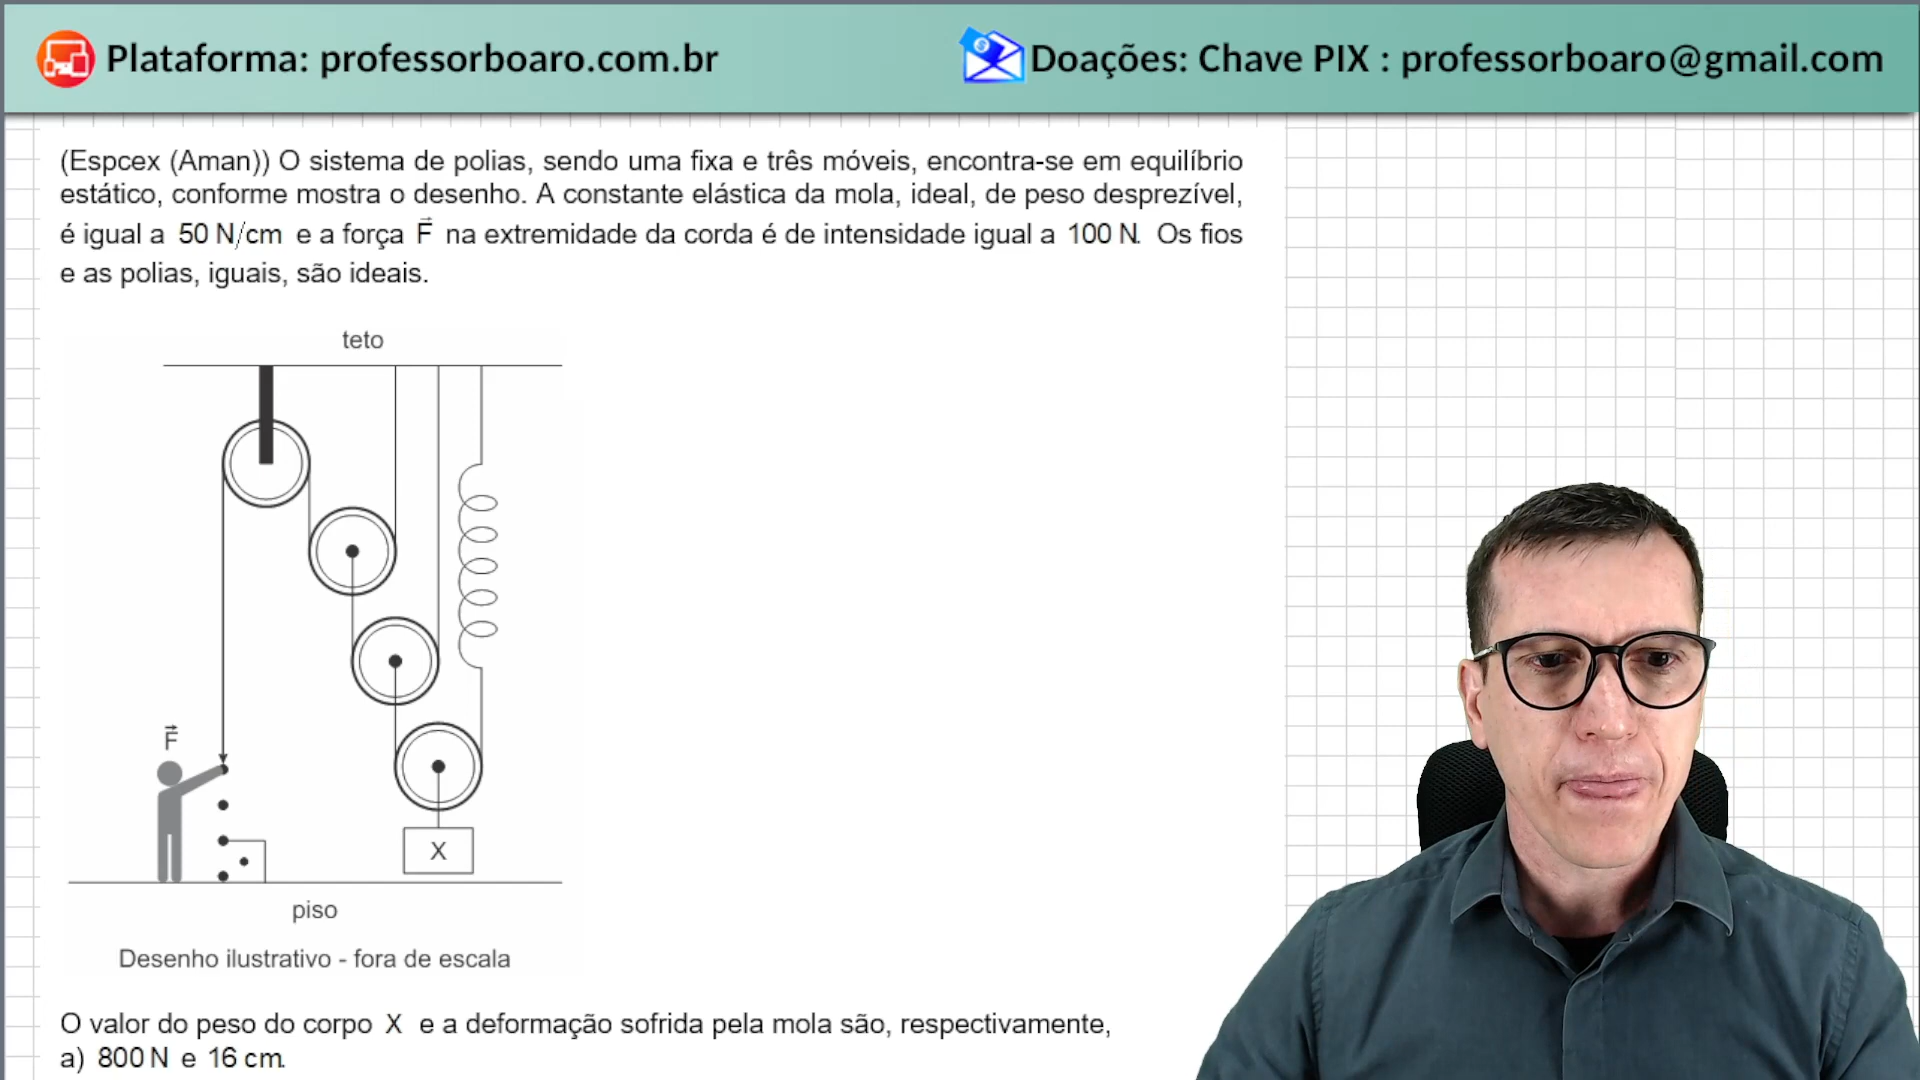 Plataforma: professorboaro.com.br
Doações: Chave PIX : professorboaro@gmail.com
(Espcex (Aman)) O sistema de polias, sendo uma fixa e três móveis, encontra-se em equilíbrio
estático, conforme mostra o desenho. A constante elástica da mola, ideal, de peso desprezível,
é igual a 50 N/cm e a força F⃗ na extremidade da corda é de intensidade igual a 100 N. Os fios
e as polias, iguais, são ideais.
teto
F⃗
X
piso
Desenho ilustrativo - fora de escala
O valor do peso do corpo X e a deformação sofrida pela mola são, respectivamente,
a) 800 N e 16 cm.